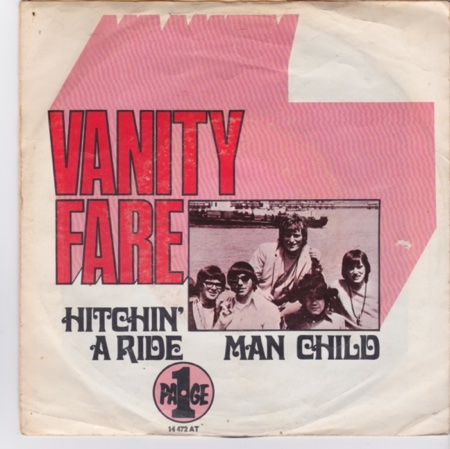 VANITY
FARE
HITCHIN'
A RIDE
MAN CHILD
PAGE 1
14 472 AT